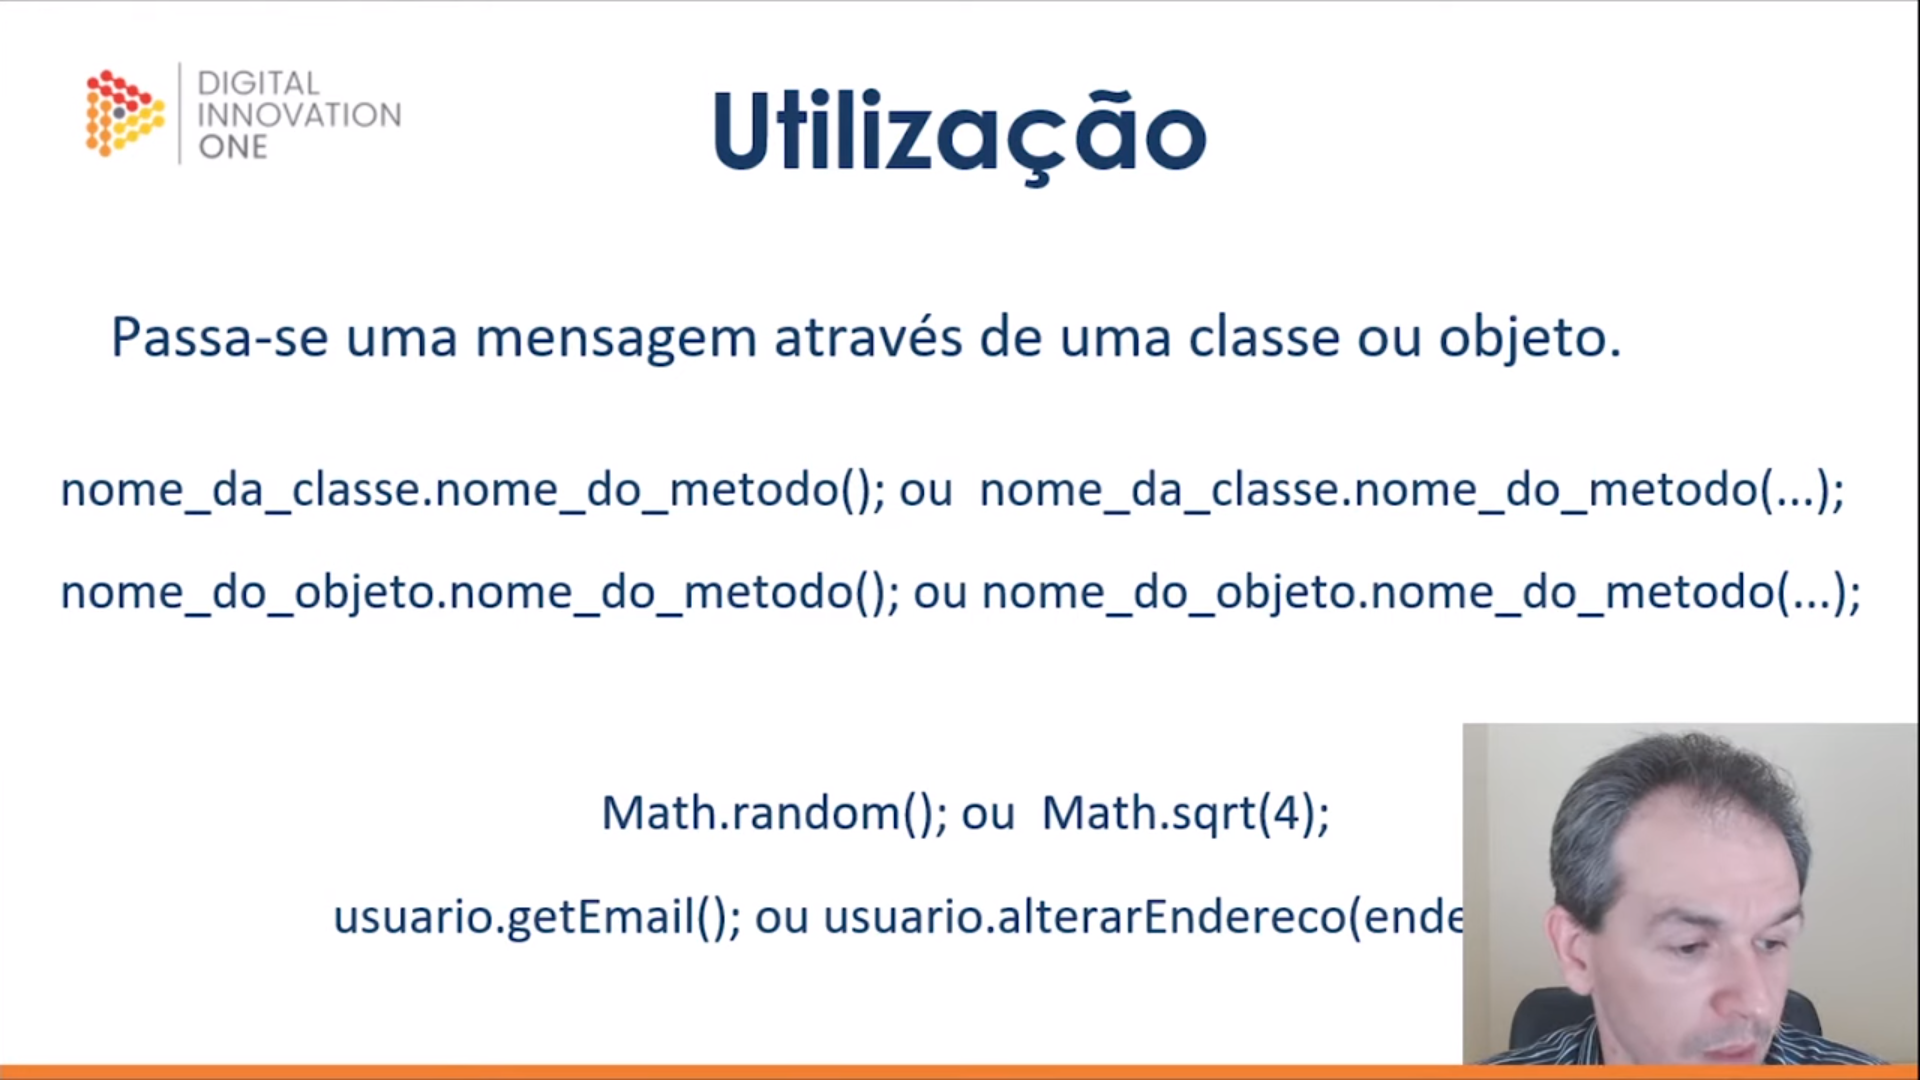 DIGITAL
INNOVATION
ONE
Utilização
Passa-se uma mensagem através de uma classe ou objeto.
nome_da_classe.nome_do_metodo(); ou nome_da_classe.nome_do_metodo(...);
nome_do_objeto.nome_do_metodo(); ou nome_do_objeto.nome_do_metodo(...);
Math.random(); ou Math.sqrt(4);
usuario.getEmail(); ou usuario.alterarEndereco(ende